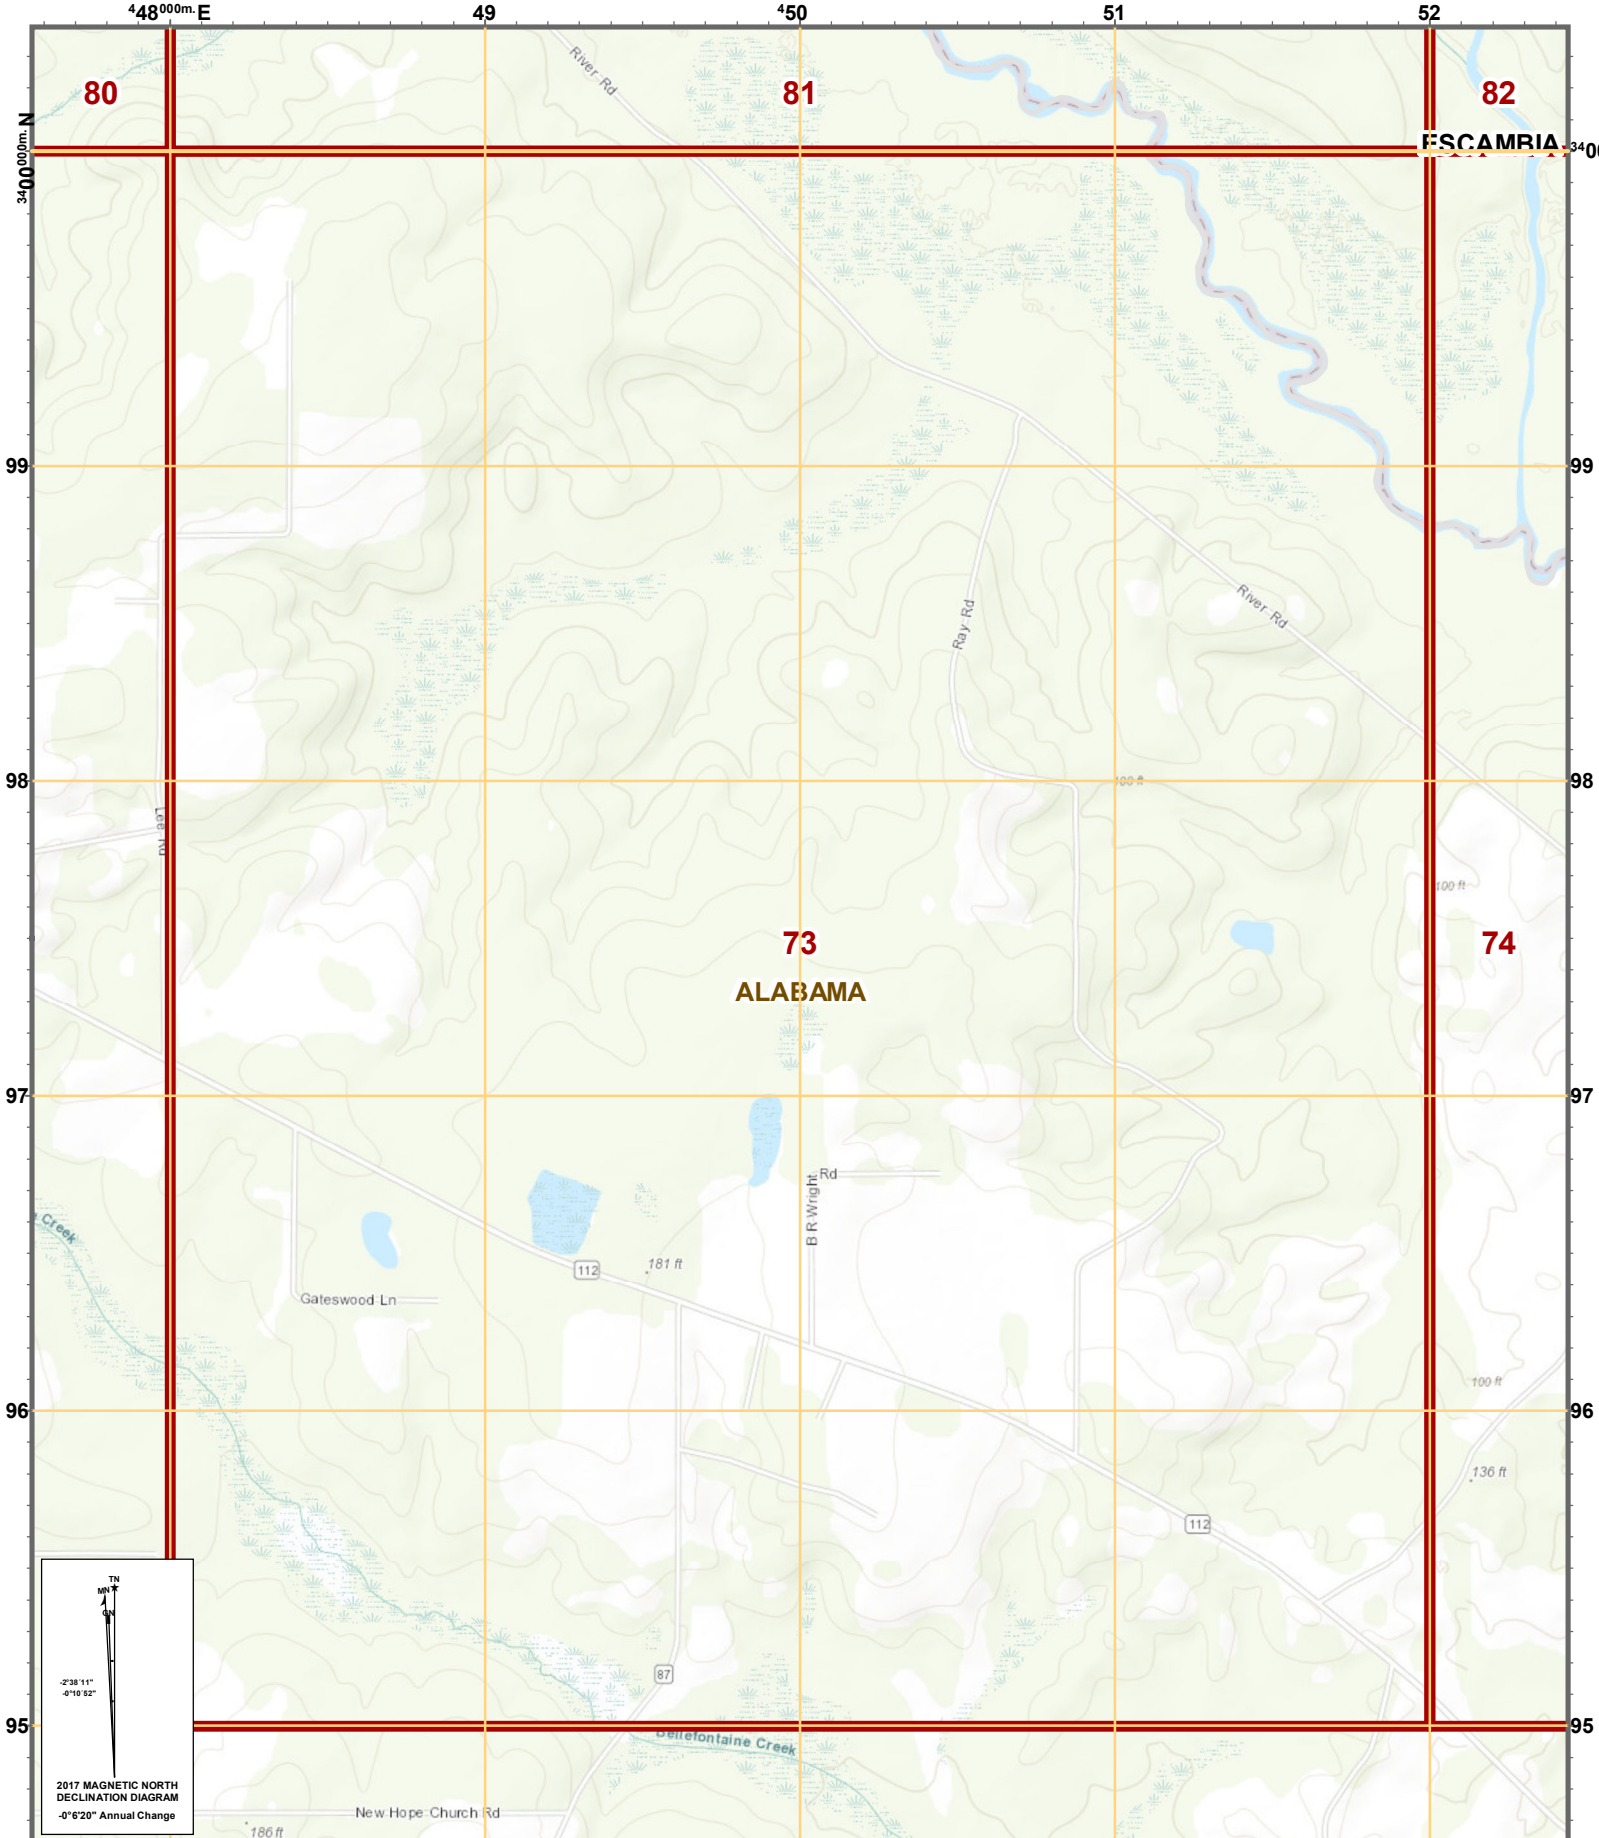 448000m.E
49
450
51
52
River Rd
80
81
82
3400000m. N
ESCAMBIA
99
99
Ray Rd
River Rd
98
100 ft
98
Lee Rd
100 ft
73
74
ALABAMA
97
97
B R Wright Rd
Creek
112
181 ft
Gateswood Ln
100 ft
96
96
136 ft
112
TN
MN
GN
87
-2°38'11"
-0°10'52"
95
95
Bellefontaine Creek
2017 MAGNETIC NORTH
DECLINATION DIAGRAM
-0°6'20" Annual Change
New Hope Church Rd
186 ft